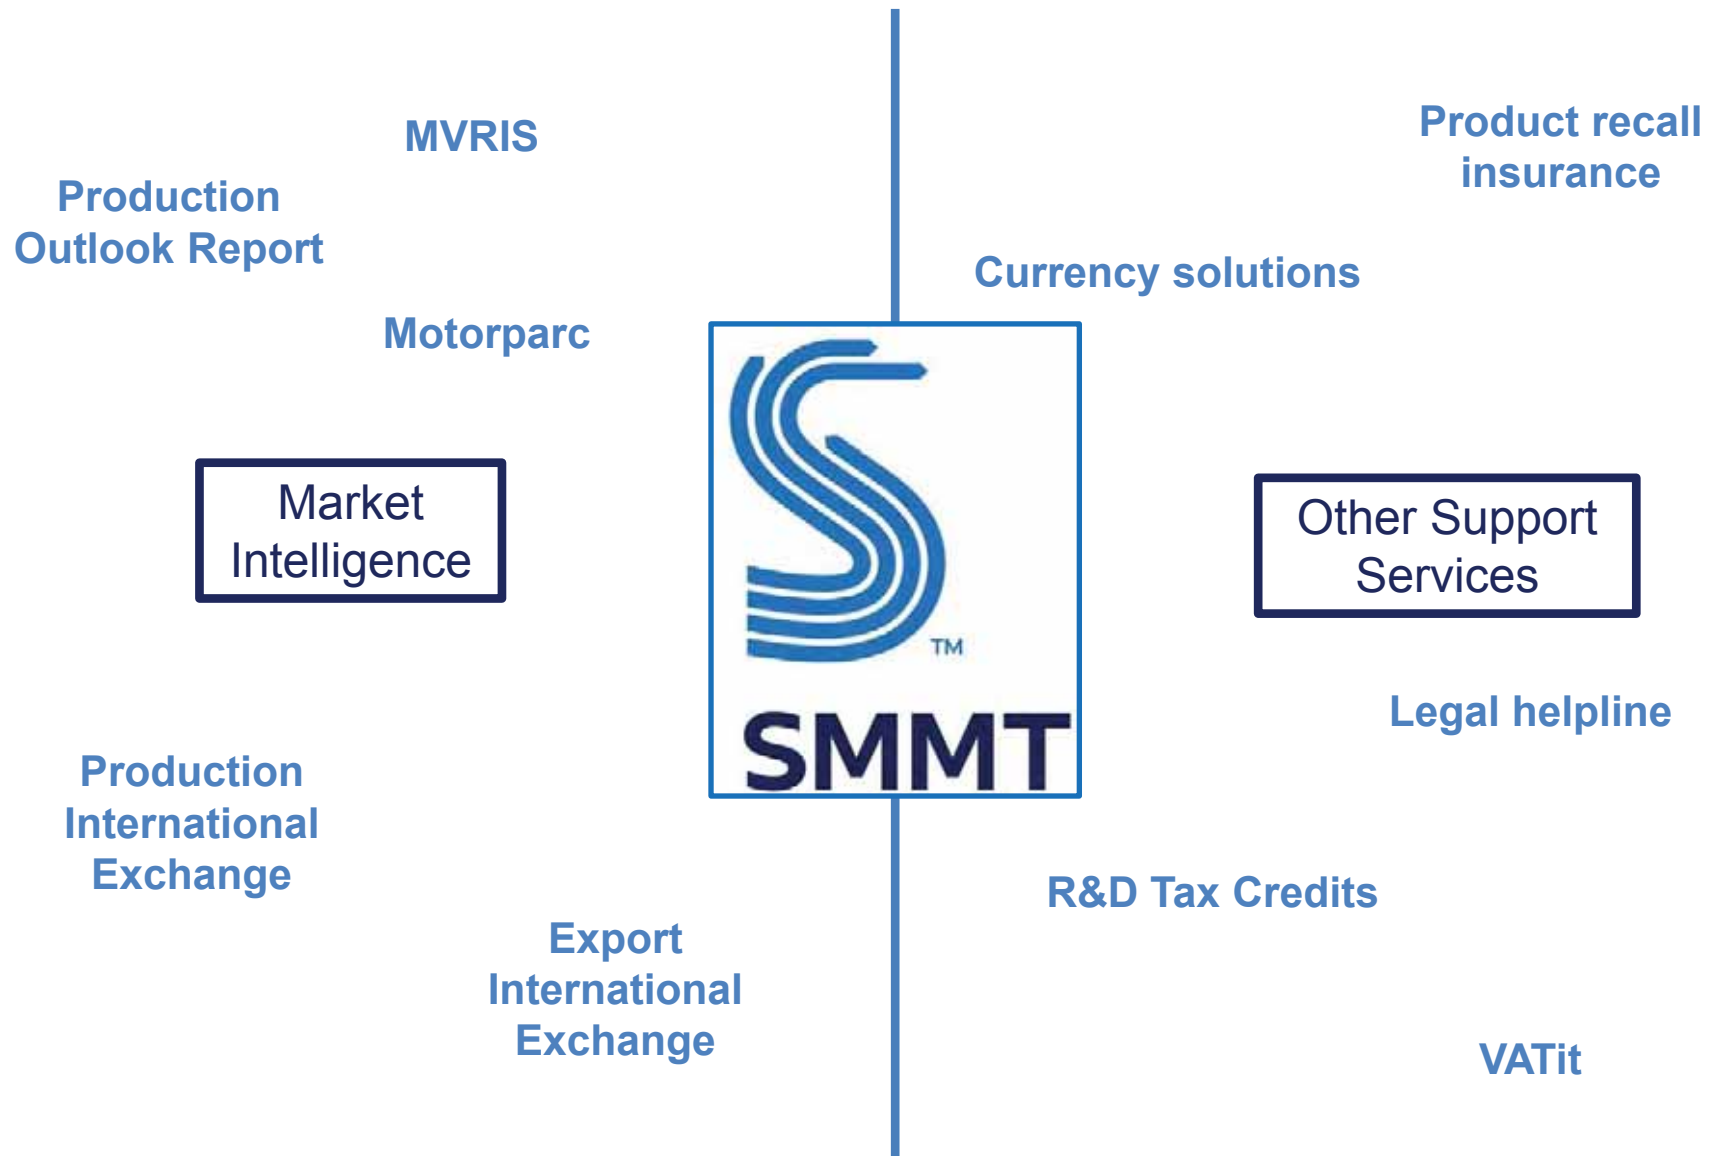 MVRIS
Production
Outlook Report
Motorparc
Market
Intelligence
Production
International
Exchange
Export
International
Exchange
TM
SMMT
Product recall
insurance
Currency solutions
Other Support
Services
Legal helpline
R&D Tax Credits
VATit